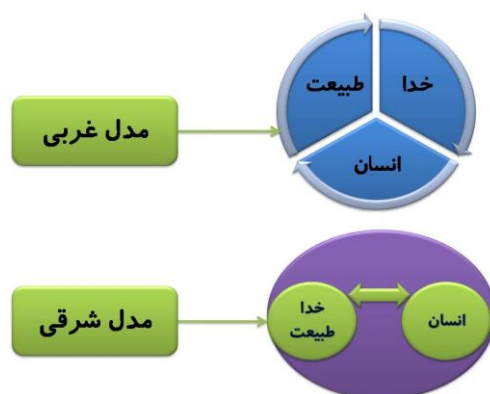 مدل غربی
خدا
طبیعت
انسان
مدل شرقی
خدا
طبیعت
انسان